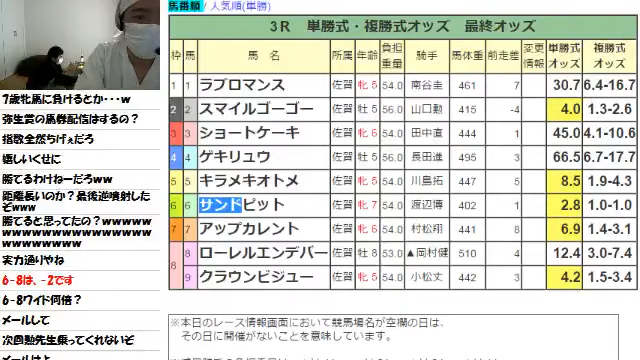 馬番順 / 人気順(単勝)
3Ｒ 単勝式・複勝式オッズ 最終オッズ
枠 馬 馬　名 所属 年齢 負担重量 騎手 馬体重 前走差 変更情報 単勝式オッズ 複勝式オッズ
1 1 ラブロマンス 佐賀 牝5 54.0 南谷圭 461 7 30.7 6.4-16.7
2 2 スマイルゴーゴー 佐賀 牡5 56.0 山口勲 415 -4 4.0 1.3-2.6
3 3 ショートケーキ 佐賀 牝6 54.0 田中直 444 1 45.0 4.1-10.6
4 4 ゲキリュウ 佐賀 牡5 56.0 長田進 495 3 66.5 6.7-17.7
5 5 キラメキオトメ 佐賀 牝5 54.0 川島拓 447 5 8.5 1.9-4.3
6 6 サンドピット 佐賀 牝7 54.0 渡辺博 402 1 2.8 1.0-1.0
7 7 アップカレント 佐賀 牝6 54.0 村松翔 441 8 6.9 1.4-3.1
8 8 ローレルエンデバー 佐賀 牡8 53.0 ▲岡村健 510 4 12.4 3.0-7.4
9 クラウンビジュー 佐賀 牝5 54.0 小松丈 442 3 4.2 1.5-3.4
※本日のレース情報画面において競馬場名が空欄の日は、
その日に開催がないことを意味しています。
7歳牝馬に負けるとか・・・w
弥生賞の馬券配信はするの？
指数全然ちげぇだろ
嬉しいくせに
勝てるわけねーだろww
距離長いのか？最後逆噴射した
ぞwww
勝てると思ってたの？wwwww
wwwwwwwwwwwwwwww
wwwwwwwww
実力通りやね
6-8は、-2です
6-8ワイド何倍？
メールして
次回勲先生乗ってくれないぞ